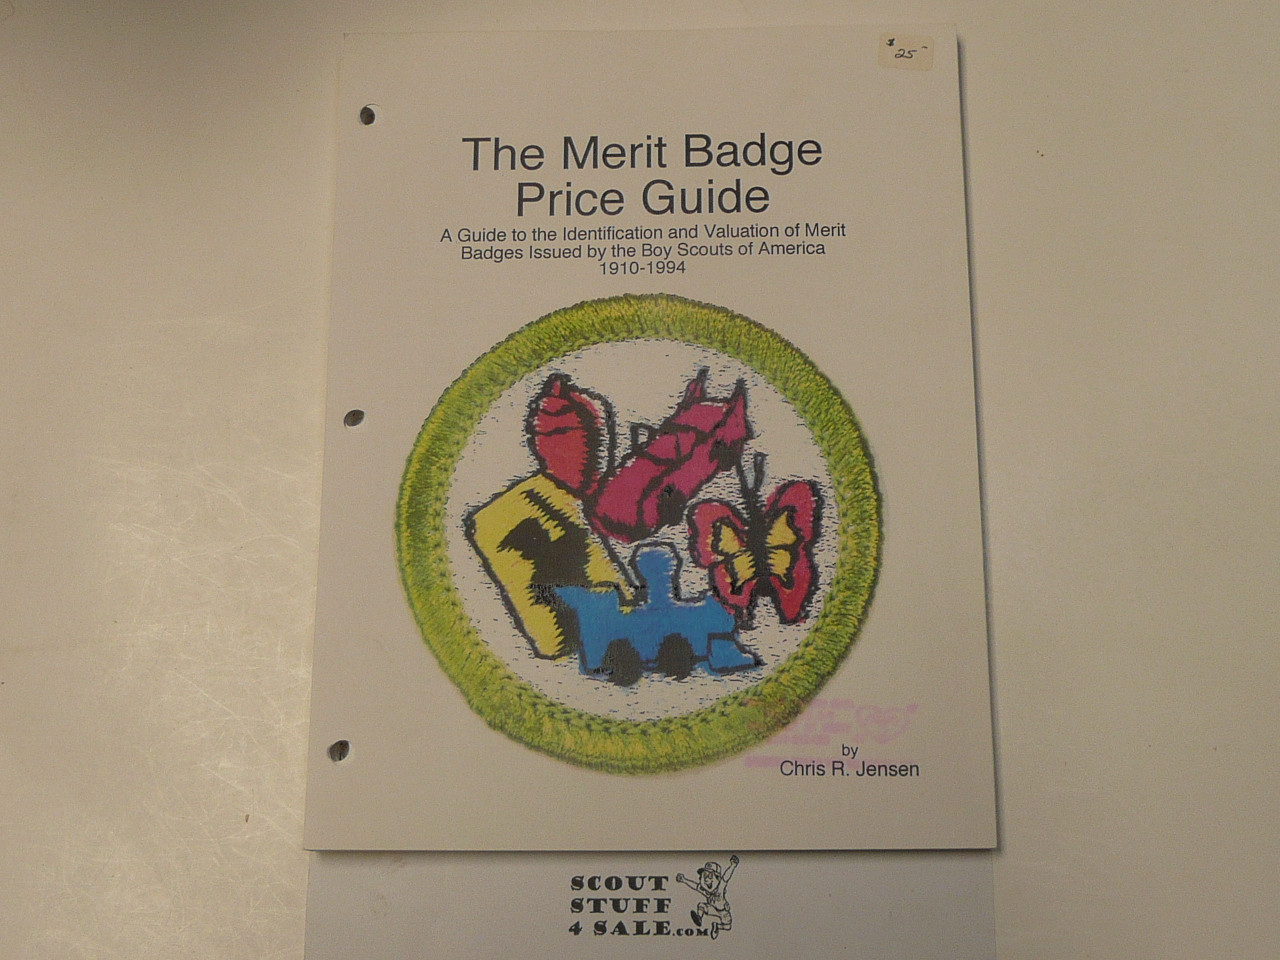 $25-
The Merit Badge
Price Guide
A Guide to the Identification and Valuation of Merit
Badges Issued by the Boy Scouts of America
1910-1994
by
Chris R. Jensen
SCOUT
STUFF
4 SALE.COM